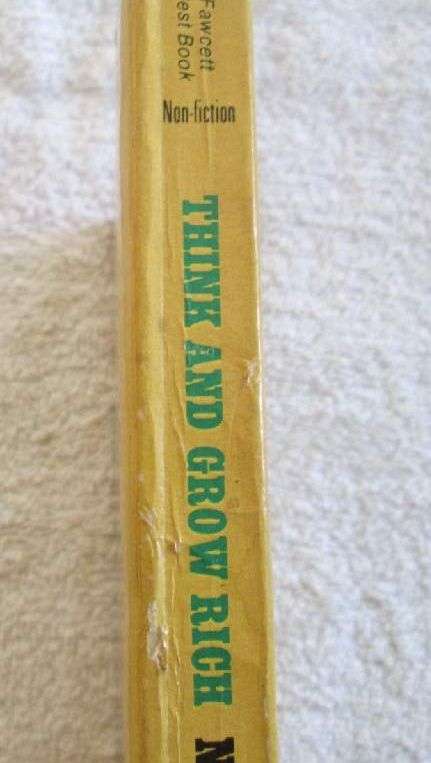 Fawcett
est Book
Non-fiction
THINK AND GROW RICH N